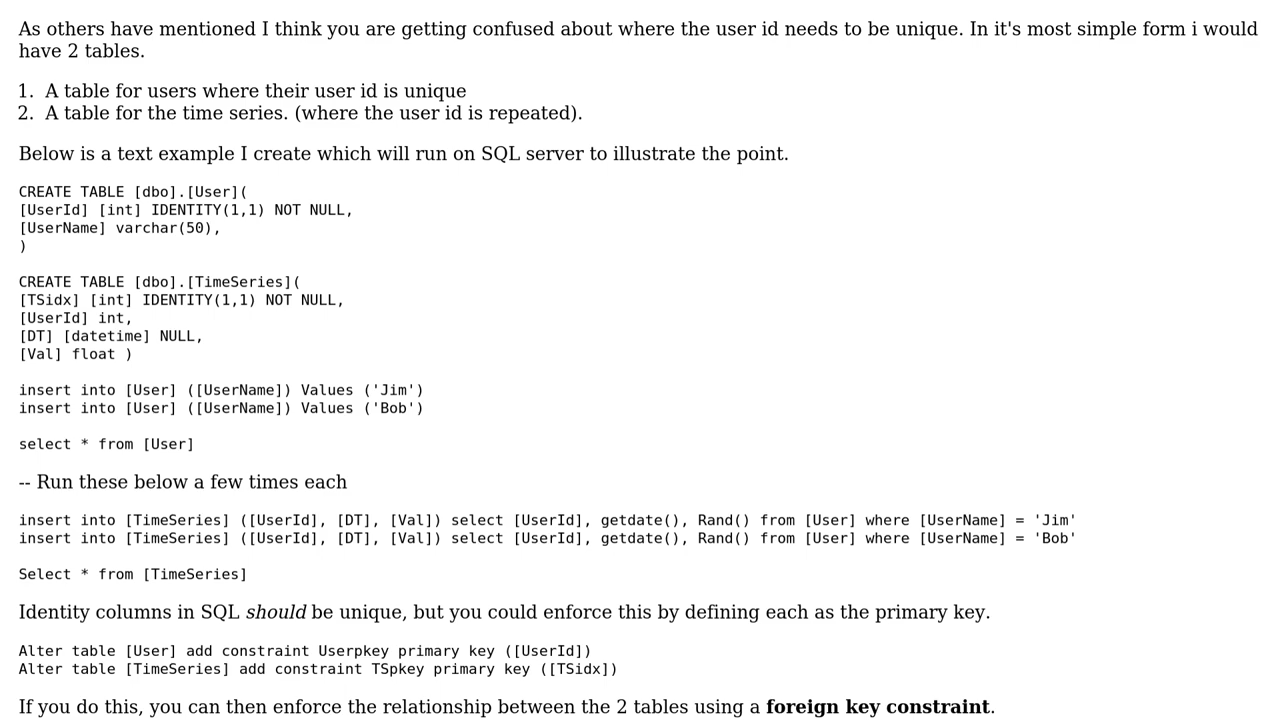 As others have mentioned I think you are getting confused about where the user id needs to be unique. In it's most simple form i would
have 2 tables.
1. A table for users where their user id is unique
2. A table for the time series. (where the user id is repeated).
Below is a text example I create which will run on SQL server to illustrate the point.
CREATE TABLE [dbo].[User](
[UserId] [int] IDENTITY(1,1) NOT NULL,
[UserName] varchar(50),
)
CREATE TABLE [dbo].[TimeSeries](
[TSidx] [int] IDENTITY(1,1) NOT NULL,
[UserId] int,
[DT] [datetime] NULL,
[Val] float )
insert into [User] ([UserName]) Values ('Jim')
insert into [User] ([UserName]) Values ('Bob')
select * from [User]
-- Run these below a few times each
insert into [TimeSeries] ([UserId], [DT], [Val]) select [UserId], getdate(), Rand() from [User] where [UserName] = 'Jim'
insert into [TimeSeries] ([UserId], [DT], [Val]) select [UserId], getdate(), Rand() from [User] where [UserName] = 'Bob'
Select * from [TimeSeries]
Identity columns in SQL should be unique, but you could enforce this by defining each as the primary key.
Alter table [User] add constraint Userpkey primary key ([UserId])
Alter table [TimeSeries] add constraint TSpkey primary key ([TSidx])
If you do this, you can then enforce the relationship between the 2 tables using a foreign key constraint.